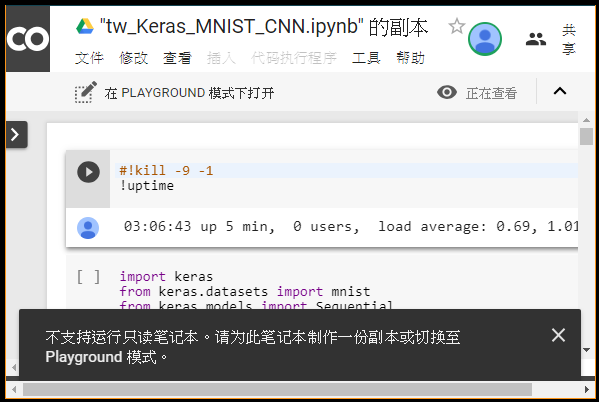 CO
"tw_Keras_MNIST_CNN.ipynb" 的副本
共
享
文件 修改 查看 插入 代码执行程序 工具 帮助
在 PLAYGROUND 模式下打开 正在查看
#!kill -9 -1
!uptime
03:06:43 up 5 min,  0 users,  load average: 0.69, 1.01
[ ] import keras
from keras.datasets import mnist
from keras.models import Sequential
不支持运行只读笔记本。请为此笔记本制作一份副本或切换至
Playground 模式。